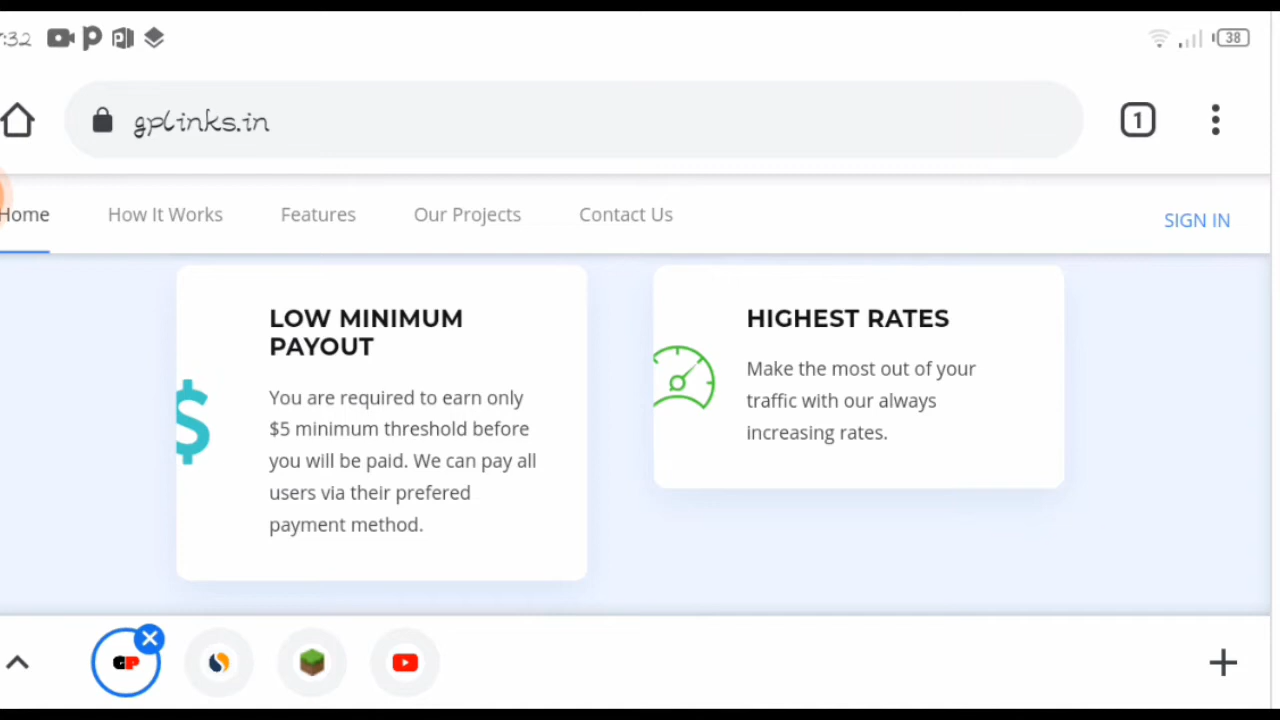 :32
38
gplinks.in
1
Home
How It Works
Features
Our Projects
Contact Us
SIGN IN
LOW MINIMUM
PAYOUT
You are required to earn only
$5 minimum threshold before
you will be paid. We can pay all
users via their prefered
payment method.
HIGHEST RATES
Make the most out of your
traffic with our always
increasing rates.
GP